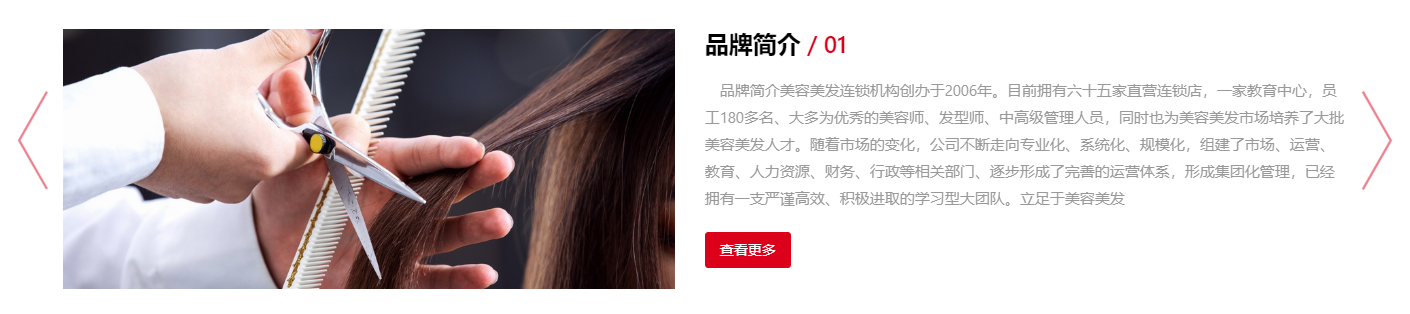 品牌简介 / 01
品牌简介美容美发连锁机构创办于2006年。目前拥有六十五家直营连锁店，一家教育中心，员
工180多名、大多为优秀的美容师、发型师、中高级管理人员，同时也为美容美发市场培养了大批
美容美发人才。随着市场的变化，公司不断走向专业化、系统化、规模化，组建了市场、运营、
教育、人力资源、财务、行政等相关部门、逐步形成了完善的运营体系，形成集团化管理，已经
拥有一支严谨高效、积极进取的学习型大团队。立足于美容美发
查看更多